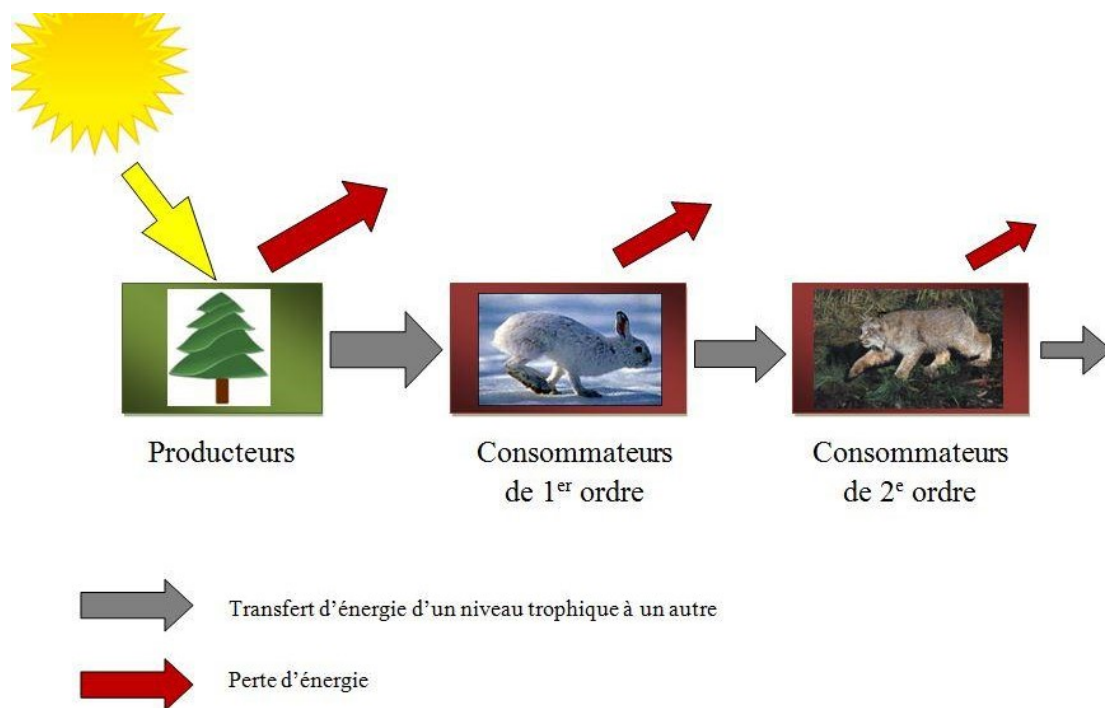 Producteurs
Consommateurs
de 1er ordre
Consommateurs
de 2e ordre
Transfert d’énergie d’un niveau trophique à un autre
Perte d’énergie